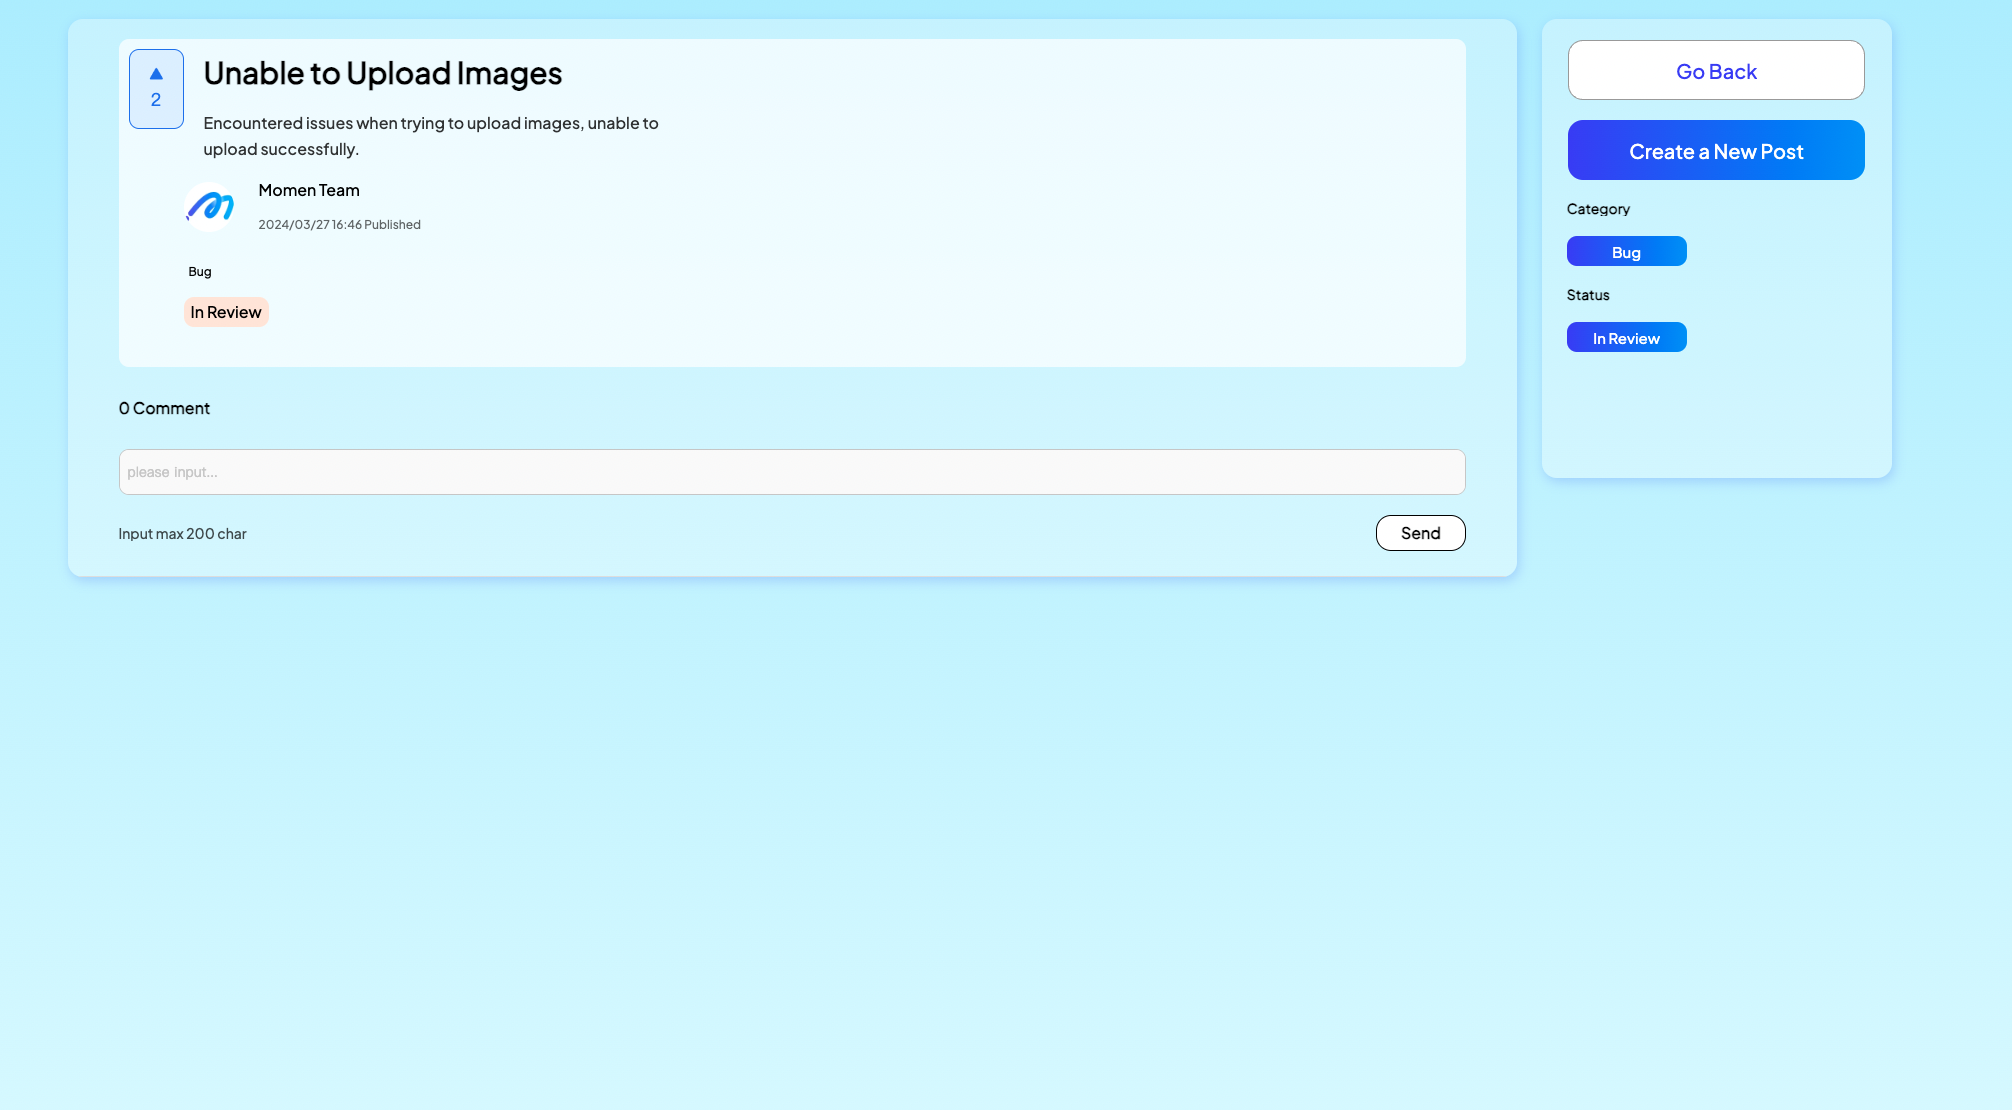 2
Unable to Upload Images
Encountered issues when trying to upload images, unable to
upload successfully.
Momen Team
2024/03/27 16:46 Published
Bug
In Review
0 Comment
please input...
Input max 200 char
Send
Go Back
Create a New Post
Category
Bug
Status
In Review